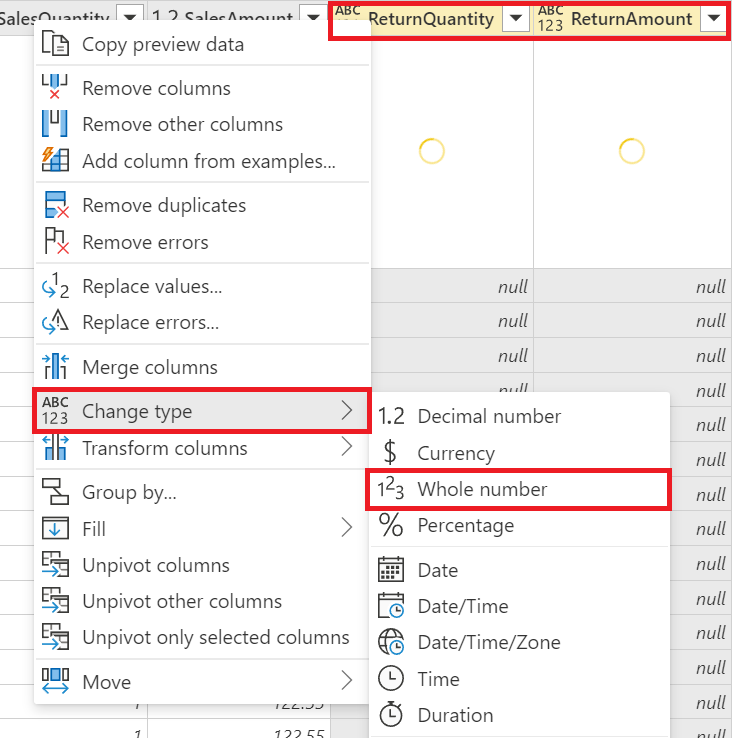 SalesQuantity 1.2 SalesAmount ABC 123 ReturnQuantity ABC 123 ReturnAmount
Copy preview data
Remove columns
Remove other columns
Add column from examples...
Remove duplicates
Remove errors
Replace values...
Replace errors...
Merge columns
ABC 123 Change type
Transform columns
Group by...
Fill
Unpivot columns
Unpivot other columns
Unpivot only selected columns
Move
1.2 Decimal number
$ Currency
123 Whole number
% Percentage
Date
Date/Time
Date/Time/Zone
Time
Duration
null null
null null
null null
null null
null
null
null
null
null
null
null
null
1 122.55 null
1 122.55